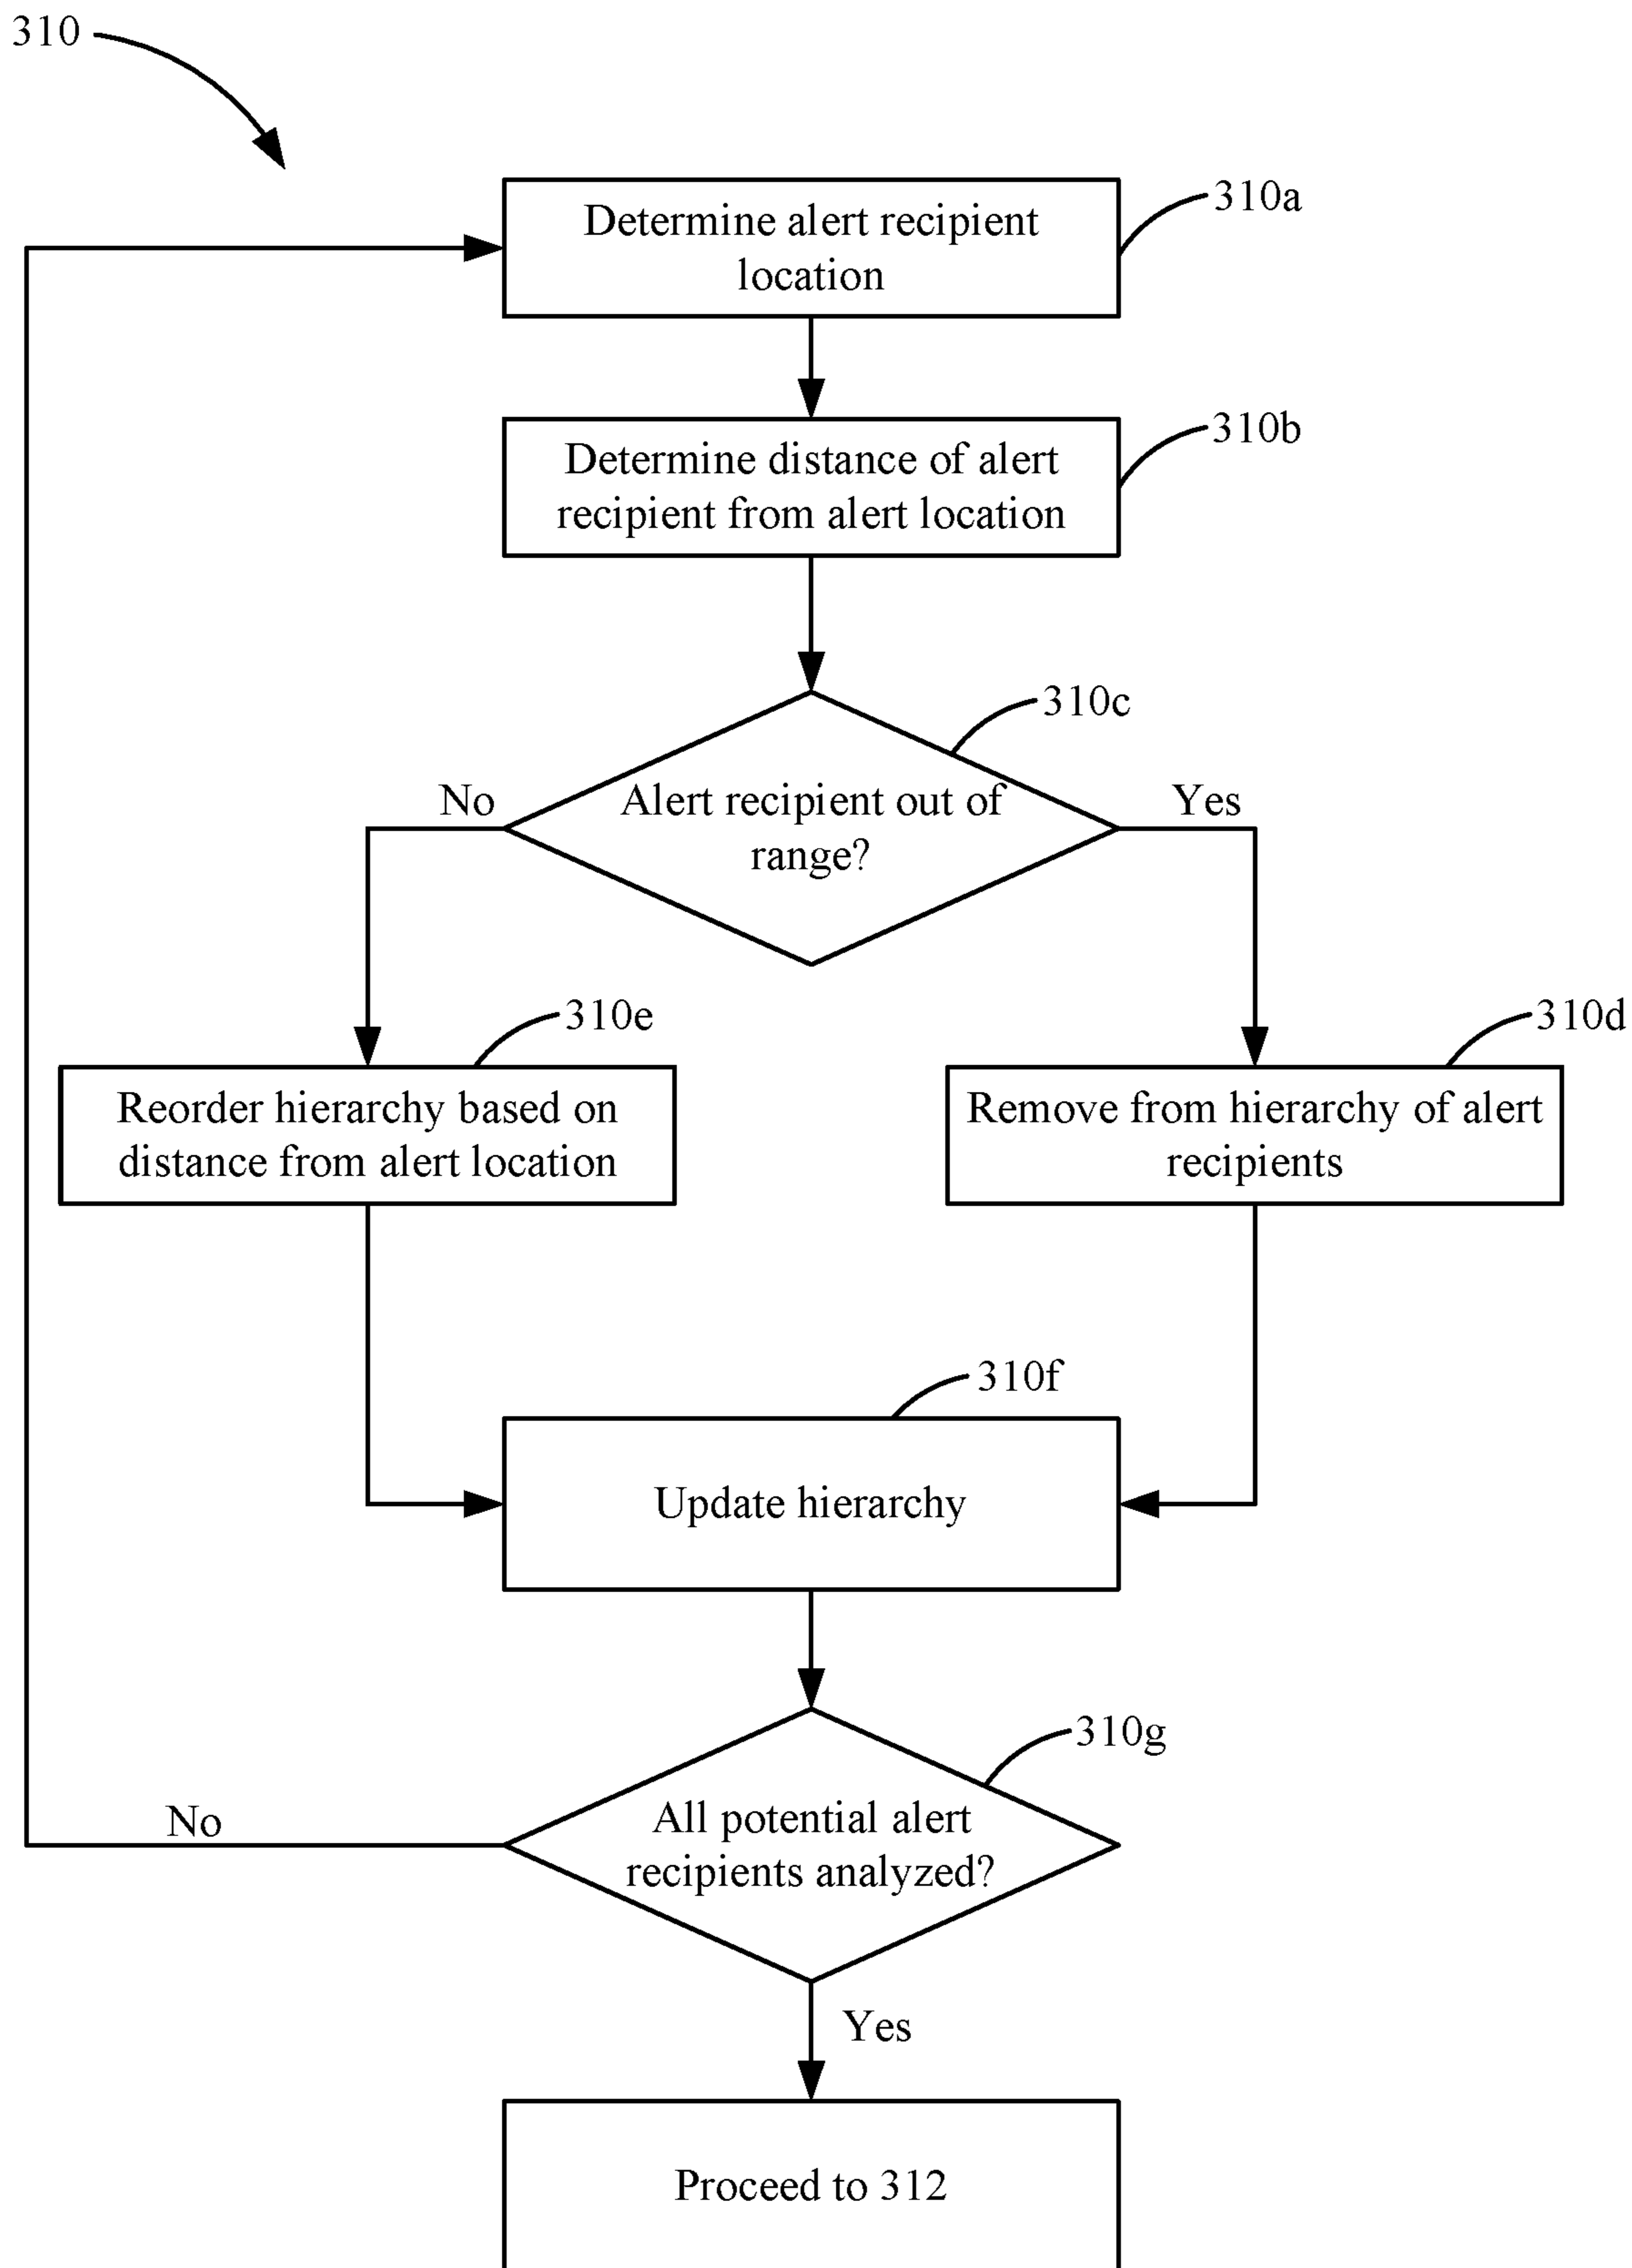 310
310a
Determine alert recipient
location
310b
Determine distance of alert
recipient from alert location
310c
No
Alert recipient out of
range?
Yes
310e
310d
Reorder hierarchy based on
distance from alert location
Remove from hierarchy of alert
recipients
310f
Update hierarchy
310g
All potential alert
recipients analyzed?
No
Yes
Proceed to 312